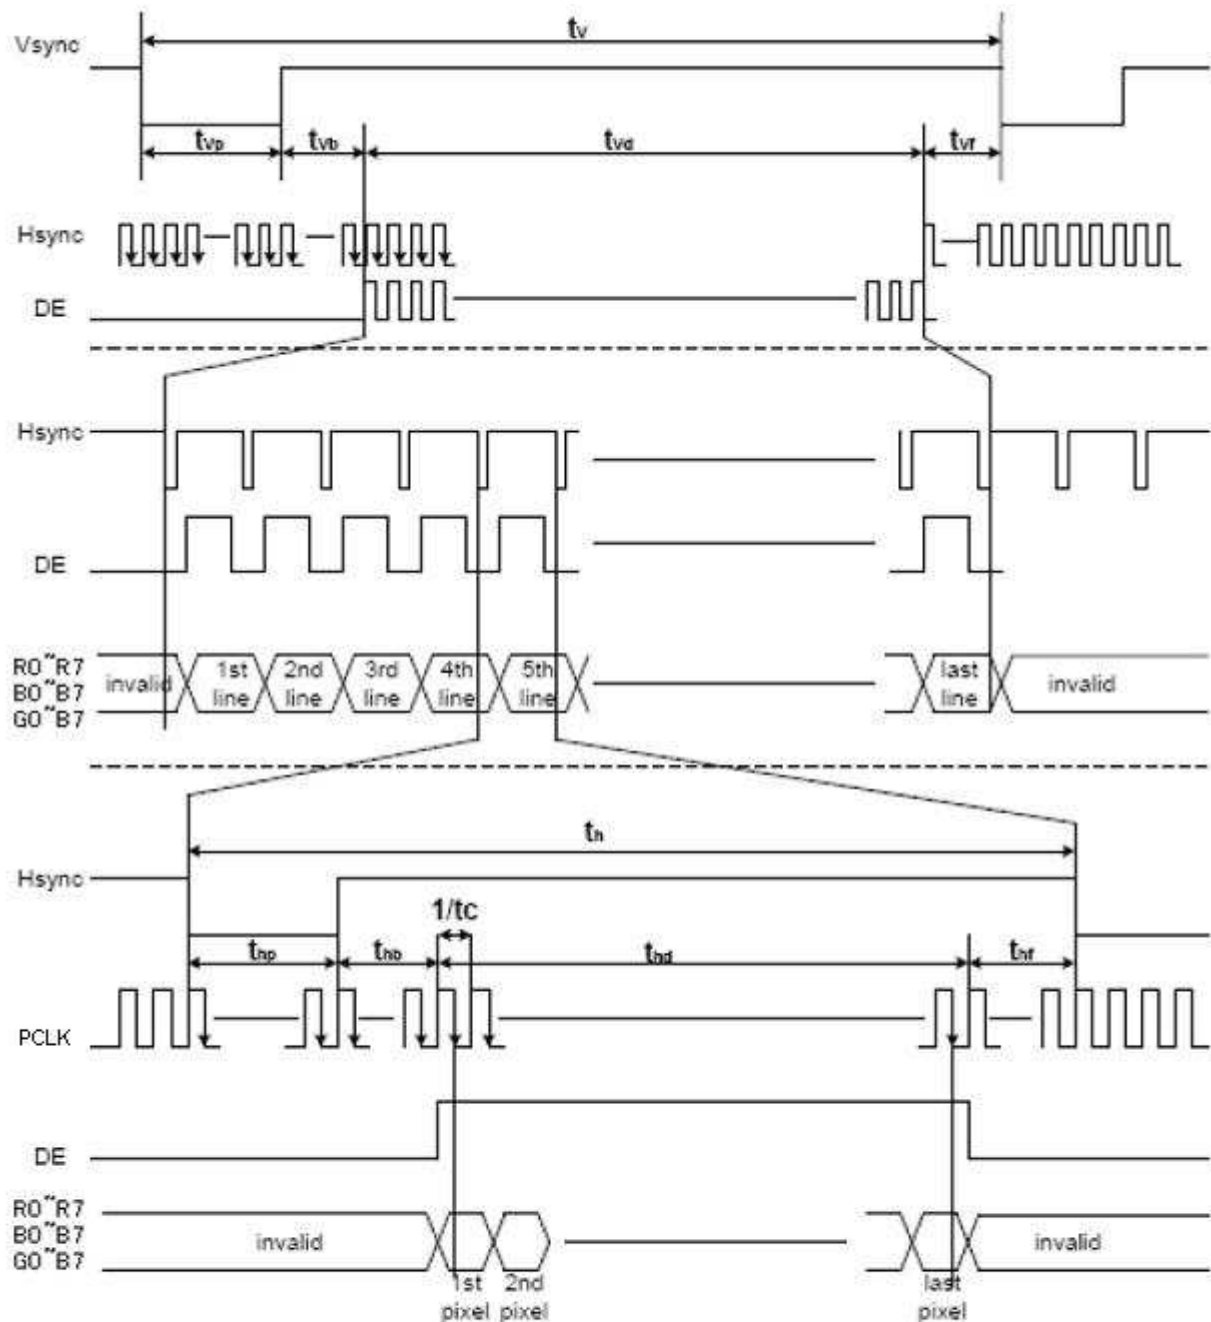 tv
Vsync
tvp tvb tvd tvf
Hsync
DE
Hsync
DE
R0~R7
B0~B7
G0~B7
invalid 1st line 2nd line 3rd line 4th line 5th line last line invalid
th
Hsync
1/tc
thp thb thd thf
PCLK
DE
R0~R7
B0~B7
G0~B7
invalid invalid
1st pixel 2nd pixel last pixel